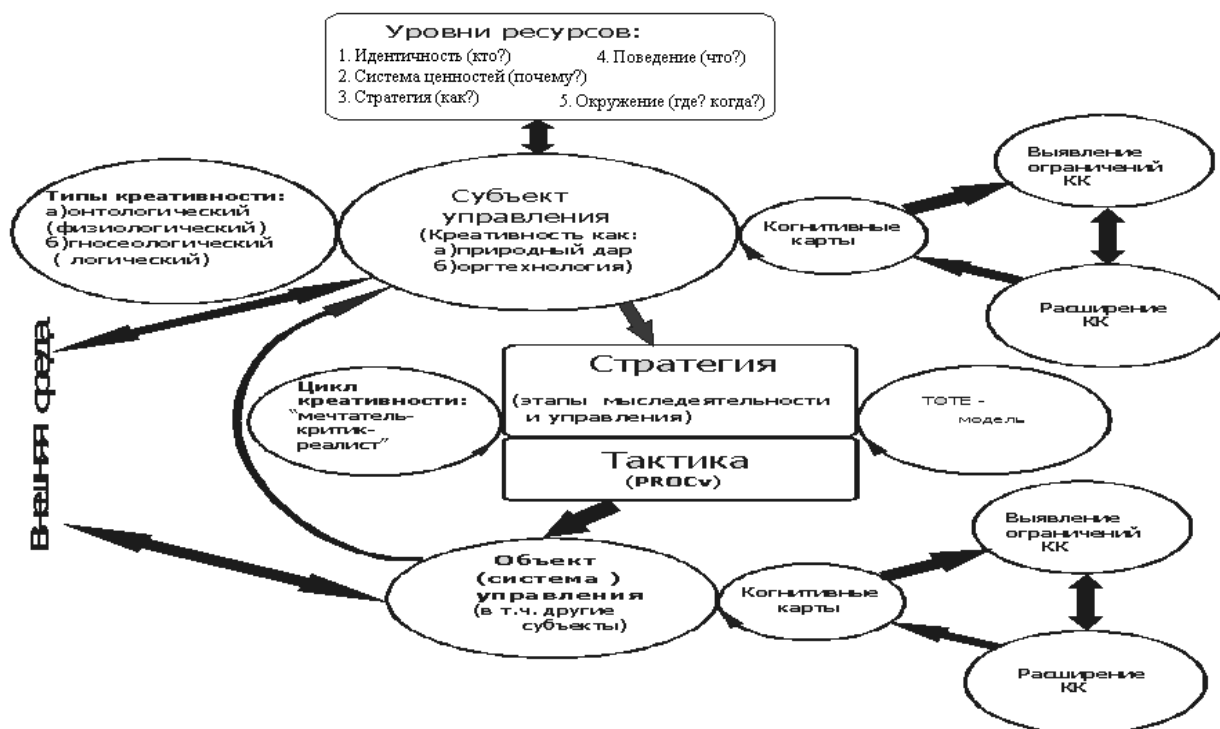 Уровни ресурсов:
1. Идентичность (кто?)
4. Поведение (что?)
2. Система ценностей (почему?)
3. Стратегия (как?)
5. Окружение (где? когда?)
Типы креативности:
а)онтологический
(физиологический)
б)гносеологический
( логический)
Субъект
управления
(Креативность как:
а)природный дар
б)оргтехнология)
Когнитивные
карты
Выявление
ограничений
КК
Расширение
КК
Внешняя среда
Стратегия
(этапы мыследеятельности
и управления)
Цикл
креативности:
"мечтатель-
критик-
реалист"
TOTE -
модель
Тактика
(PROCv)
Объект
(система )
управления
(в т.ч. другие
субъекты)
Когнитивные
карты
Выявление
ограничений
КК
Расширение
КК